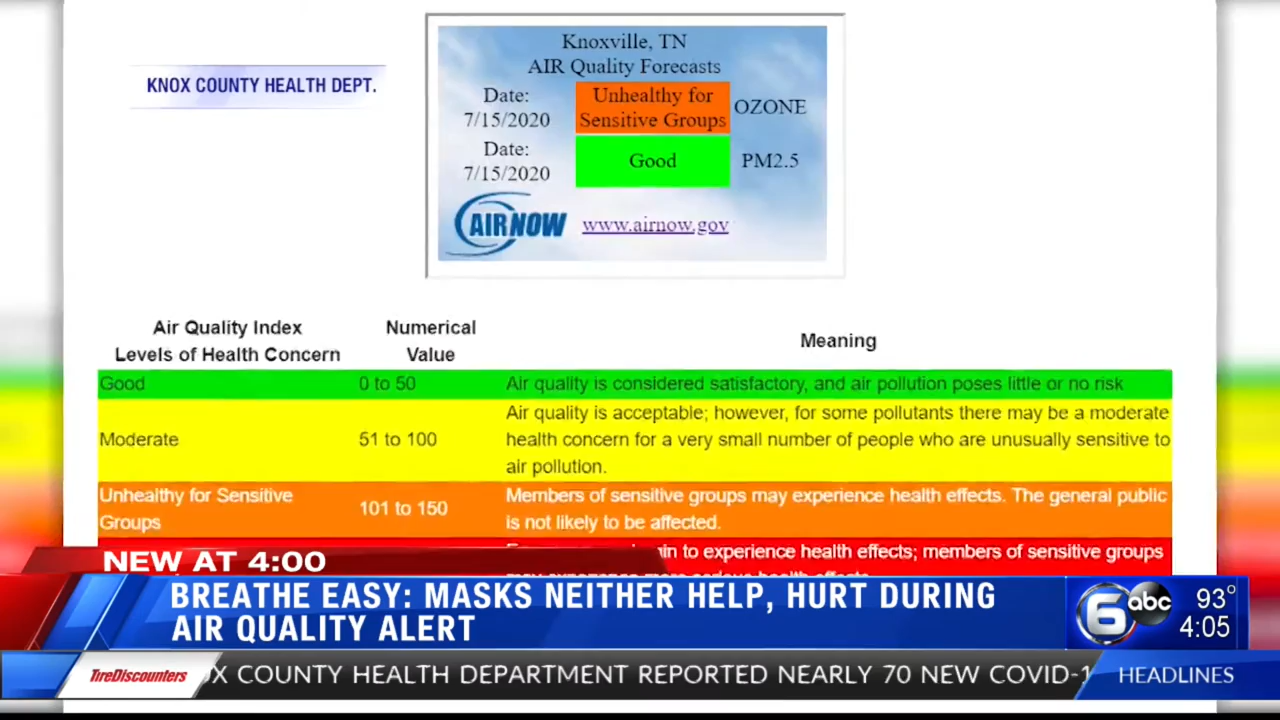 KNOX COUNTY HEALTH DEPT.
Knoxville, TN
AIR Quality Forecasts
Date:
7/15/2020
Unhealthy for
Sensitive Groups
OZONE
Date:
7/15/2020
Good
PM2.5
AIRNOW
www.airnow.gov
Air Quality Index
Levels of Health Concern
Numerical
Value
Meaning
Good
0 to 50
Air quality is considered satisfactory, and air pollution poses little or no risk
Moderate
51 to 100
Air quality is acceptable; however, for some pollutants there may be a moderate
health concern for a very small number of people who are unusually sensitive to
air pollution.
Unhealthy for Sensitive
Groups
101 to 150
Members of sensitive groups may experience health effects. The general public
is not likely to be affected.
to experience health effects; members of sensitive groups
health effects.
NEW AT 4:00
BREATHE EASY: MASKS NEITHER HELP, HURT DURING
AIR QUALITY ALERT
6 abc
93°
4:05
TireDiscounters
OX COUNTY HEALTH DEPARTMENT REPORTED NEARLY 70 NEW COVID-1
HEADLINES